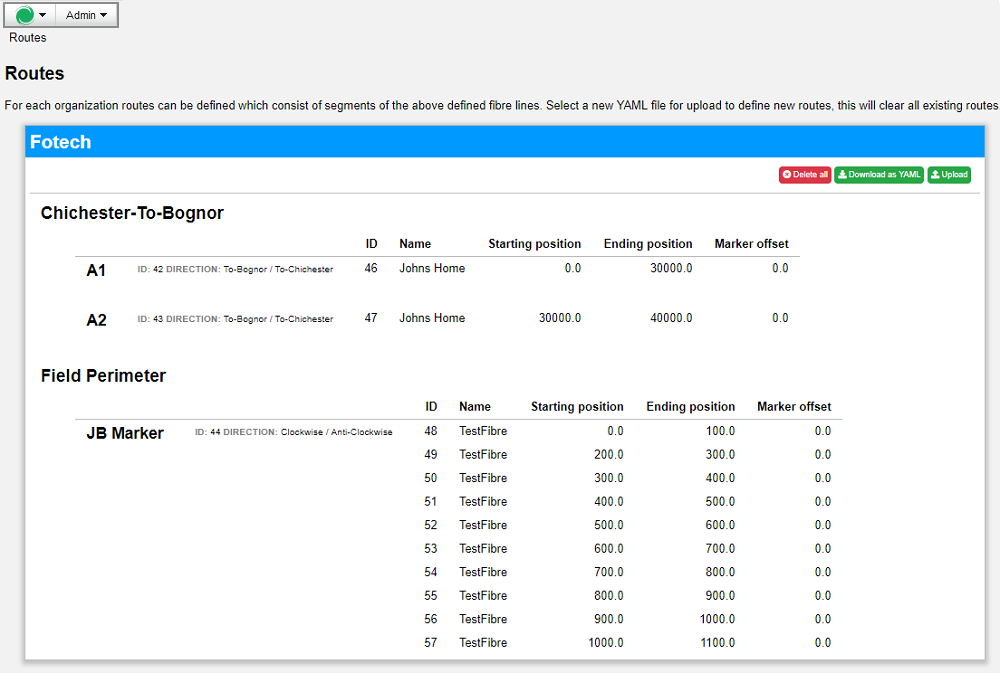 Admin
Routes
Routes
For each organization routes can be defined which consist of segments of the above defined fibre lines. Select a new YAML file for upload to define new routes, this will clear all existing routes
Fotech
Delete all Download as YAML Upload
Chichester-To-Bognor
ID Name Starting position Ending position Marker offset
A1 ID: 42 DIRECTION: To-Bognor / To-Chichester 46 Johns Home 0.0 30000.0 0.0
A2 ID: 43 DIRECTION: To-Bognor / To-Chichester 47 Johns Home 30000.0 40000.0 0.0
Field Perimeter
ID Name Starting position Ending position Marker offset
JB Marker ID: 44 DIRECTION: Clockwise / Anti-Clockwise 48 TestFibre 0.0 100.0 0.0
49 TestFibre 200.0 300.0 0.0
50 TestFibre 300.0 400.0 0.0
51 TestFibre 400.0 500.0 0.0
52 TestFibre 500.0 600.0 0.0
53 TestFibre 600.0 700.0 0.0
54 TestFibre 700.0 800.0 0.0
55 TestFibre 800.0 900.0 0.0
56 TestFibre 900.0 1000.0 0.0
57 TestFibre 1000.0 1100.0 0.0